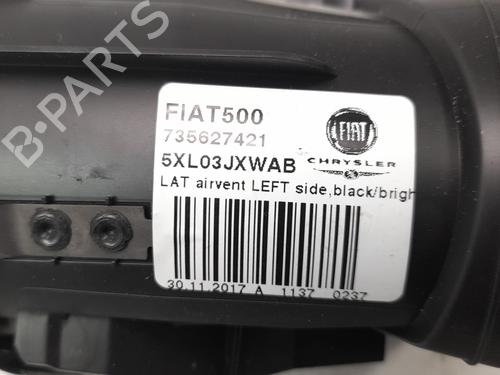 FIAT500
735627421
5XL03JXWAB
FIAT
CHRYSLER
LAT airvent LEFT side,black/brigh
30.11.2017 A 1137 0237
B-PARTS